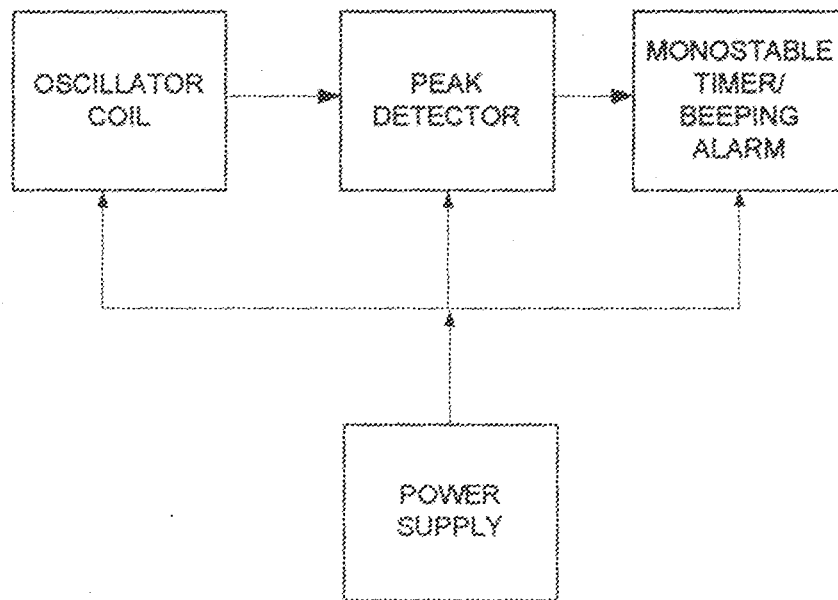 OSCILLATOR
COIL
PEAK
DETECTOR
MONOSTABLE
TIMER/
BEEPING
ALARM
POWER
SUPPLY